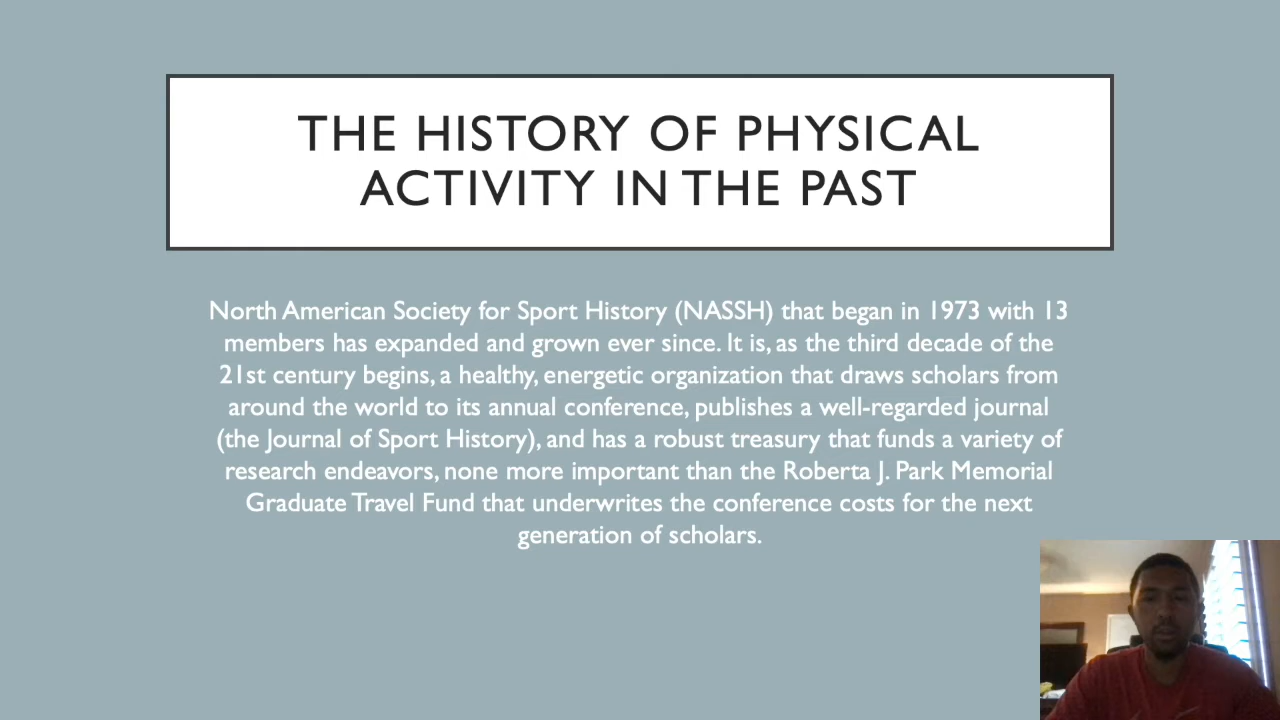 THE HISTORY OF PHYSICAL
ACTIVITY IN THE PAST
North American Society for Sport History (NASSH) that began in 1973 with 13
members has expanded and grown ever since. It is, as the third decade of the
21st century begins, a healthy, energetic organization that draws scholars from
around the world to its annual conference, publishes a well-regarded journal
(the Journal of Sport History), and has a robust treasury that funds a variety of
research endeavors, none more important than the Roberta J. Park Memorial
Graduate Travel Fund that underwrites the conference costs for the next
generation of scholars.